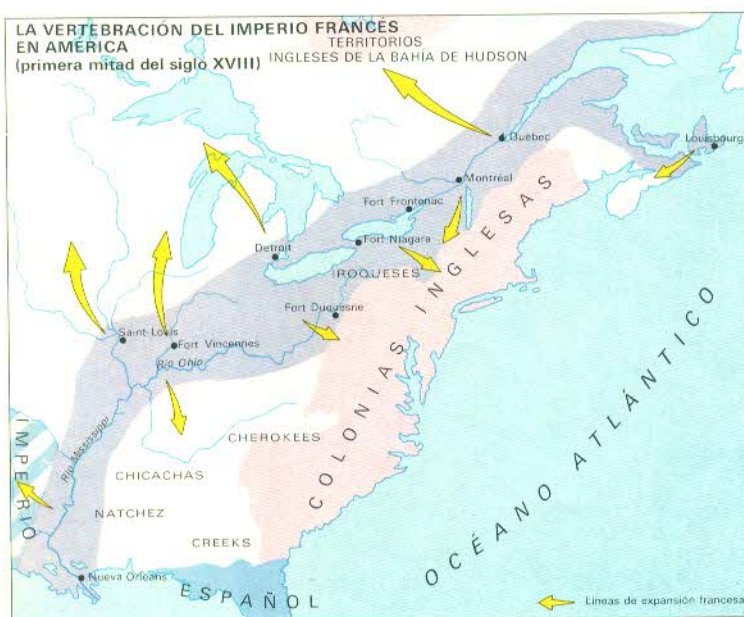 LA VERTEBRACIÓN DEL IMPERIO FRANCÉS
EN AMÉRICA
(primera mitad del siglo XVIII)
TERRITORIOS
INGLESES DE LA BAHÍA DE HUDSON
Québec
Louisbourg
Montréal
Fort Frontenac
Detroit
Fort Niagara
IROQUESES
Fort Duquesne
Saint-Louis
Fort Vincennes
Río Ohio
COLONIAS INGLESAS
OCÉANO ATLÁNTICO
Río Mississippi
CHEROKEES
CHICACHAS
NATCHEZ
CREEKS
Nueva Orleáns
IMPERIO
ESPAÑOL
Líneas de expansión francesa